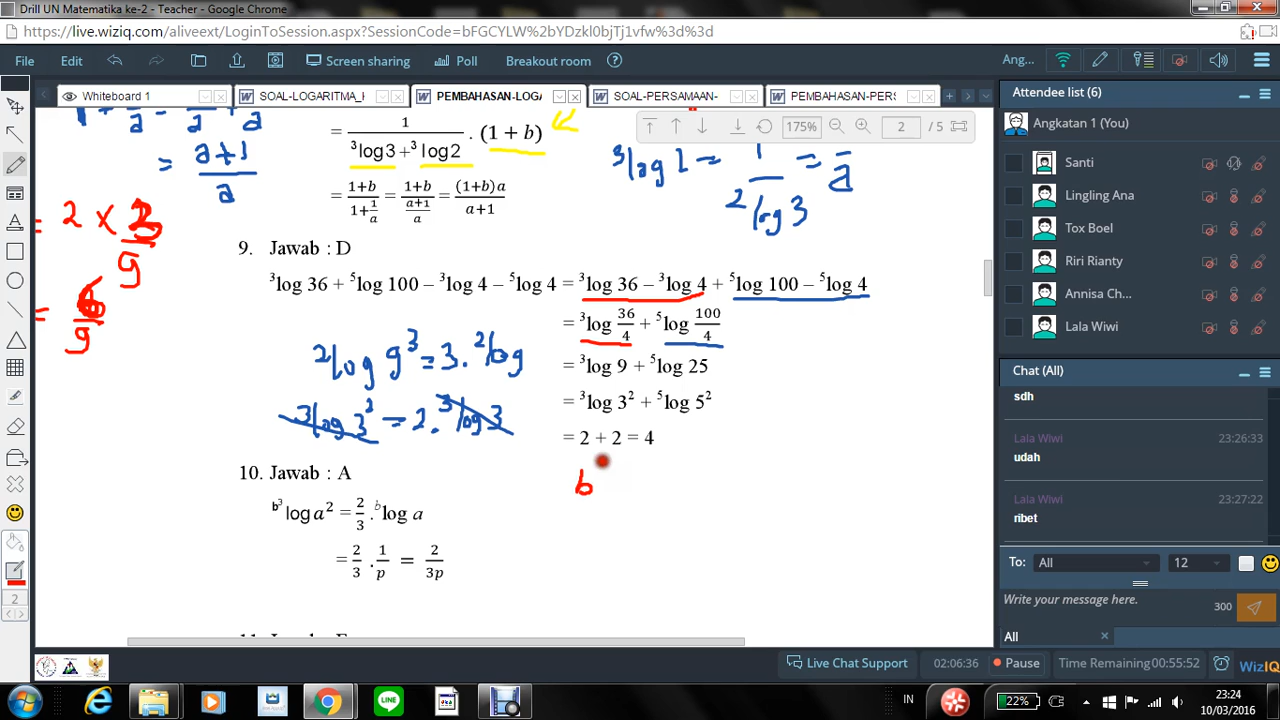 Drill UN Matematika ke-2 - Teacher - Google Chrome
https://live.wiziq.com/aliveext/LoginToSession.aspx?SessionCode=bFGCYLW%2bYDzkl0bjTj1vfw%3d%3d
File Edit Screen sharing Poll Breakout room Ang...
Whiteboard 1 SOAL-LOGARITMA_ PEMBAHASAN-LOGA SOAL-PERSAMAAN- PEMBAHASAN-PERS
175% 2 / 5
= 1/(³log3+³log2) . (1 + b)
= (1+b)/(1+1/a) = (1+b)/((a+1)/a) = ((1+b)a)/(a+1)
= (a+1)/a
³log 2 = 1/(²log 3) = 1/a
9. Jawab : D
³log 36 + ⁵log 100 – ³log 4 – ⁵log 4 = ³log 36 – ³log 4 + ⁵log 100 – ⁵log 4
= ³log 36/4 + ⁵log 100/4
= ³log 9 + ⁵log 25
= ³log 3² + ⁵log 5²
= 2 + 2 = 4
²log g³ = 3. ²log
³log 3² = 2. ³log 3
b
10. Jawab : A
b³log a² = 2/3 . ᵇlog a
= 2/3 . 1/p = 2/3p
Attendee list (6)
Angkatan 1 (You)
Santi
Lingling Ana
Tox Boel
Riri Rianty
Annisa Ch...
Lala Wiwi
Chat (All)
sdh
Lala Wiwi 23:26:33
udah
Lala Wiwi 23:27:22
ribet
To: All 12
Write your message here... 300
All
2
Live Chat Support 02:06:36 Pause Time Remaining 00:55:52 WizIQ
IN 22% 23:24
10/03/2016
LINE